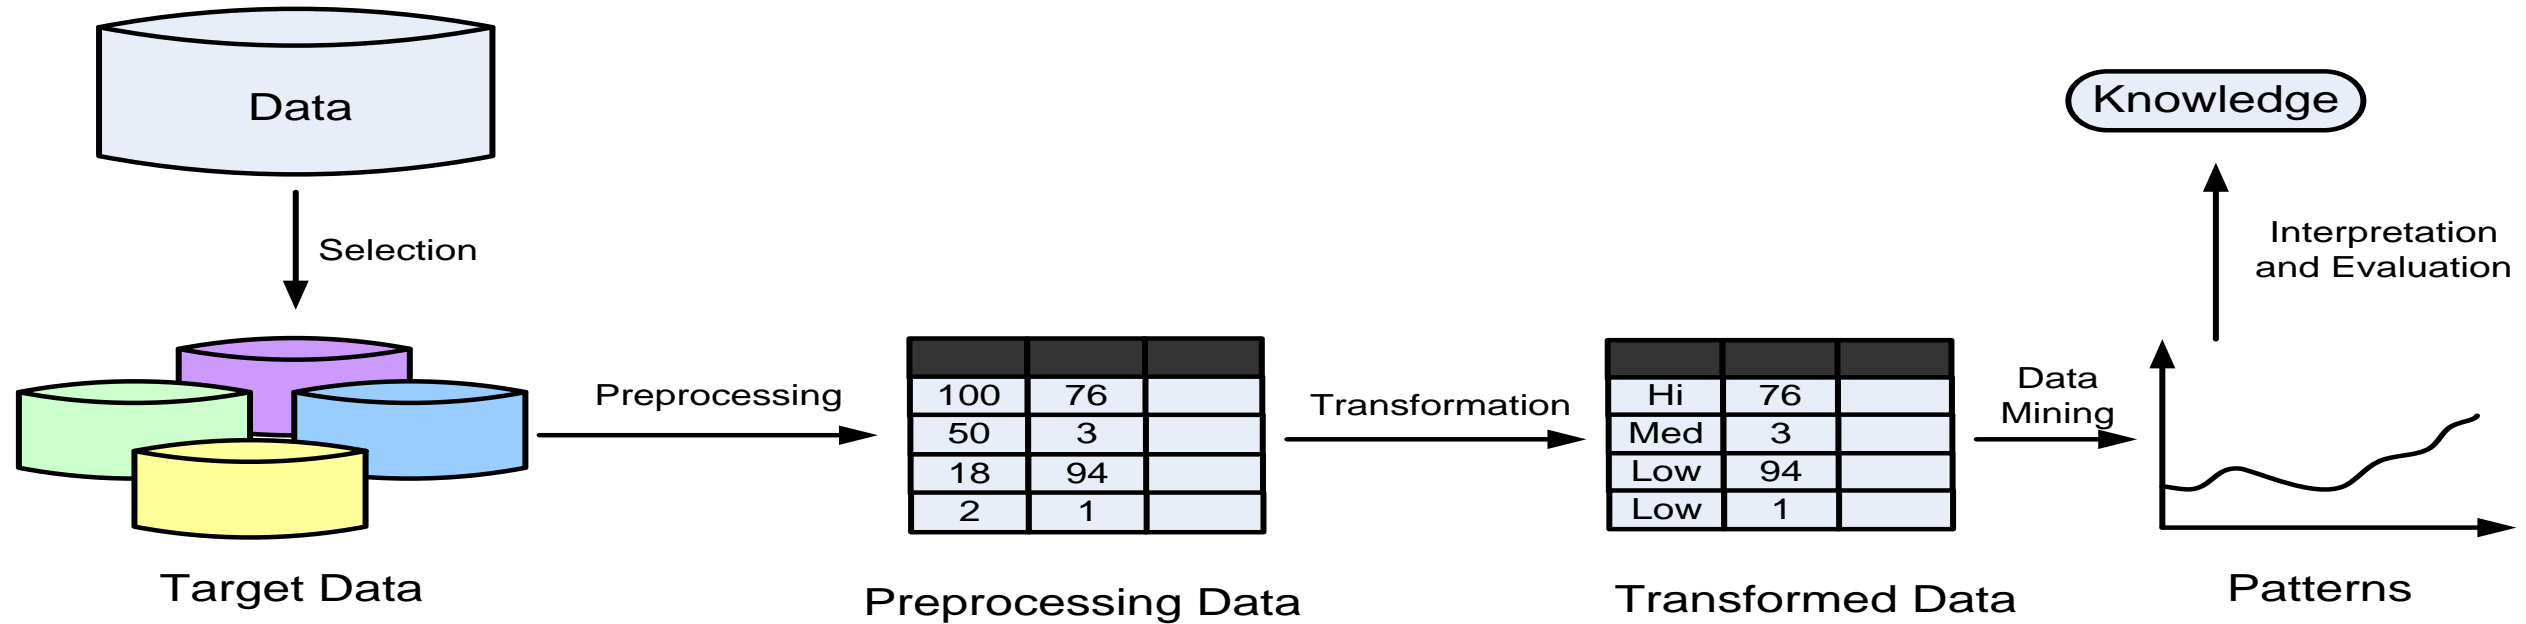 Data
Knowledge
Selection
Interpretation
and Evaluation
Preprocessing
100 76
50 3
18 94
2 1
Transformation
Hi 76
Med 3
Low 94
Low 1
Data
Mining
Target Data
Preprocessing Data
Transformed Data
Patterns